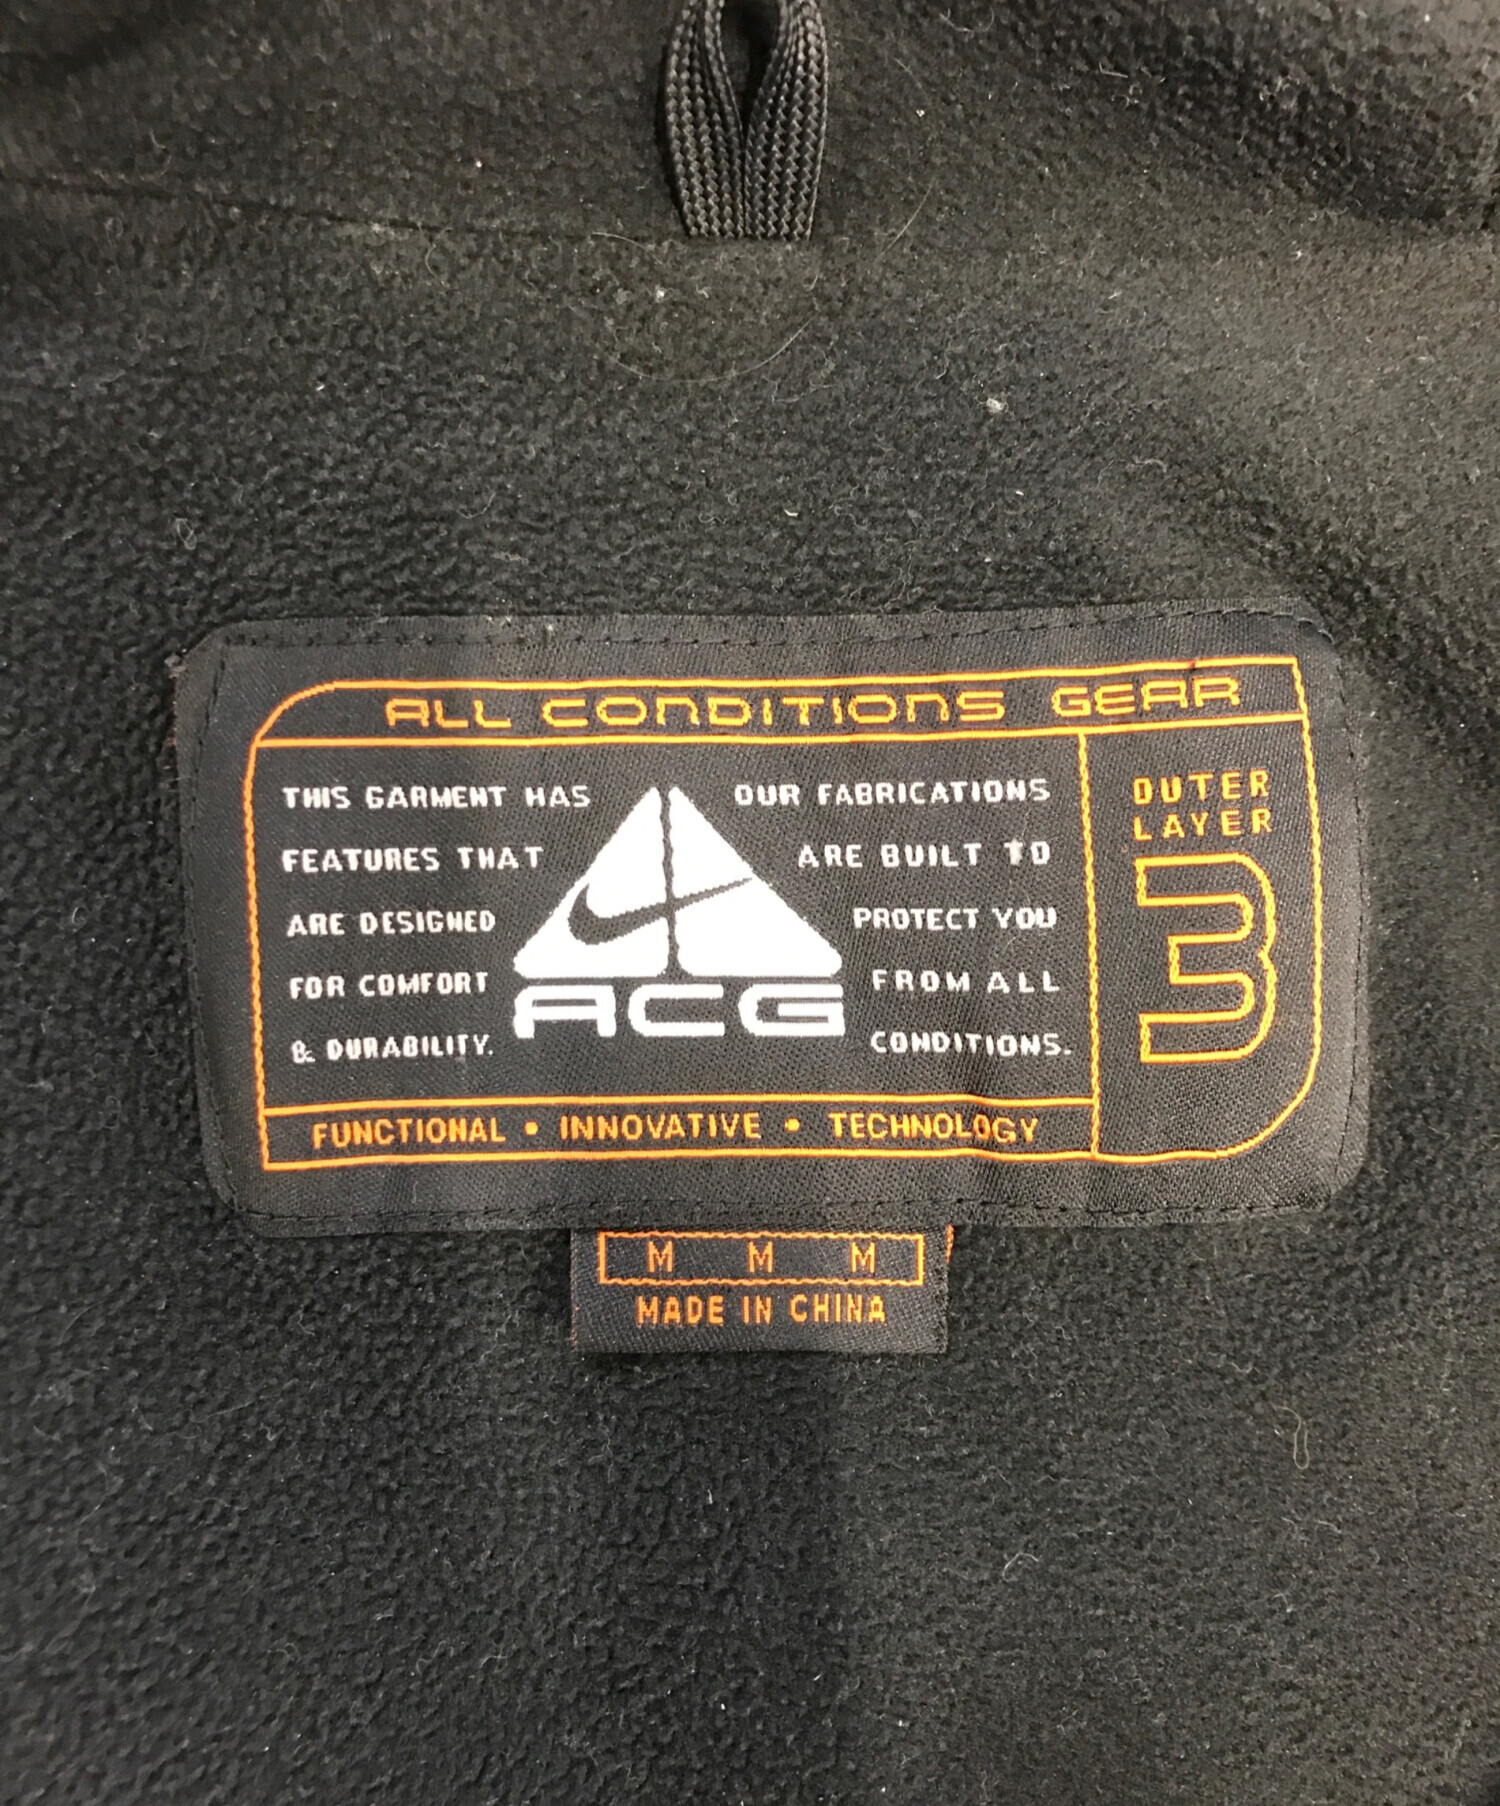 ALL CONDITIONS GEAR
THIS GARMENT HAS
FEATURES THAT
ARE DESIGNED
FOR COMFORT
& DURABILITY.
ACG
OUR FABRICATIONS
ARE BUILT TO
PROTECT YOU
FROM ALL
CONDITIONS.
OUTER
LAYER
3
FUNCTIONAL • INNOVATIVE • TECHNOLOGY
M M M
MADE IN CHINA